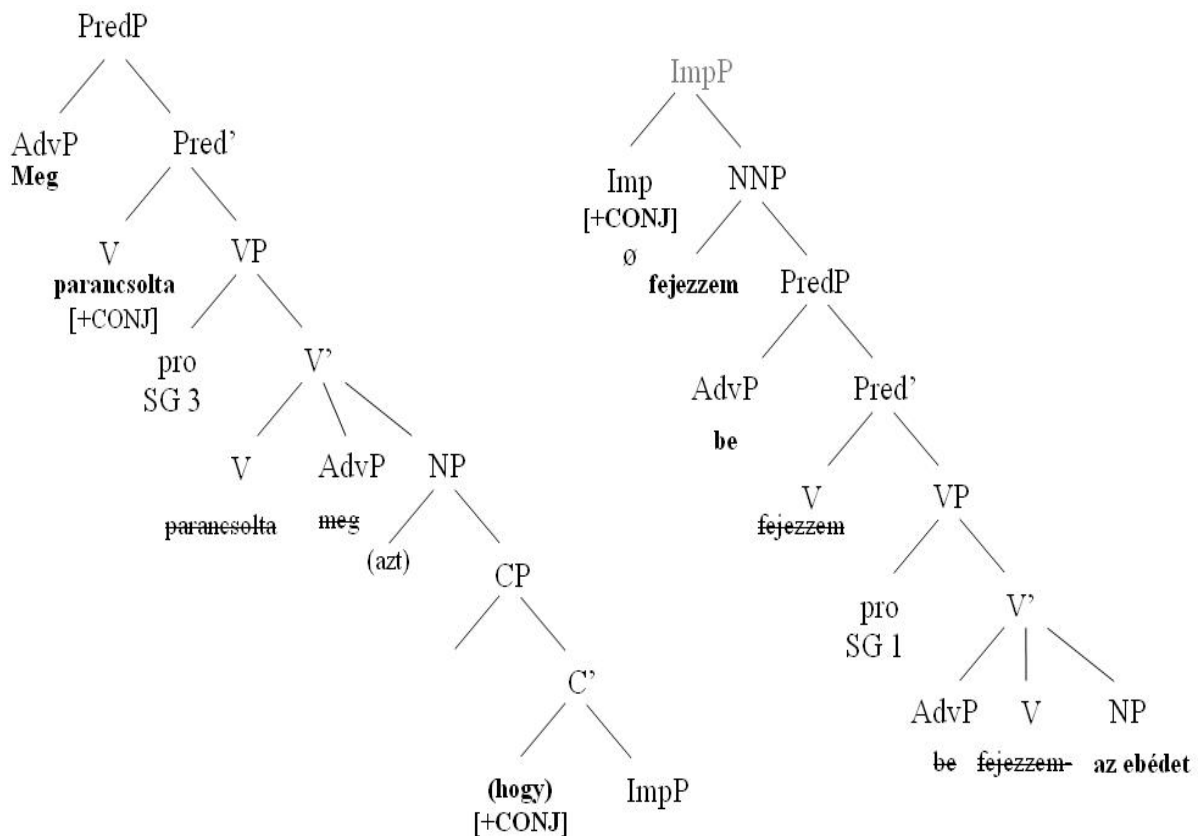 PredP
AdvP Pred’
Meg
V VP
parancsolta
[+CONJ]
pro V’
SG 3
V AdvP NP
parancsolta meg
(azt) CP
C’
(hogy) ImpP
[+CONJ]
ImpP
Imp NNP
[+CONJ]
ø
fejezzem PredP
AdvP Pred’
be
V VP
fejezzem
pro V’
SG 1
AdvP V NP
be fejezzem- az ebédet